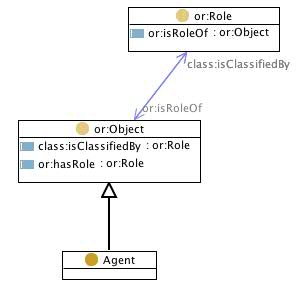 or:Role
or:isRoleOf : or:Object
class:isClassifiedBy
or:isRoleOf
or:Object
class:isClassifiedBy : or:Role
or:hasRole : or:Role
Agent